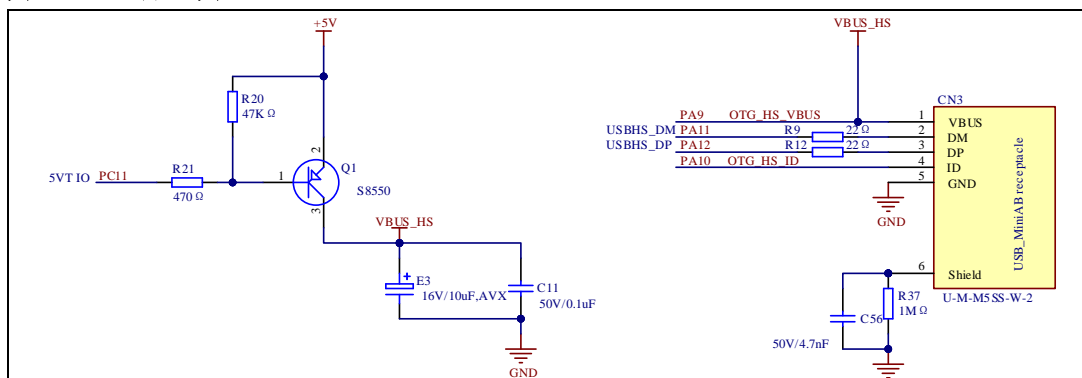 +5V
R20
47K Ω
R21
470 Ω
5VT IO
PC11
1
2
3
Q1
S8550
VBUS_HS
E3
+
16V/10uF,AVX
C11
50V/0.1uF
GND
VBUS_HS
CN3
PA9 OTG_HS_VBUS 1 VBUS
USBHS_DM PA11 R9 22 Ω 2 DM
USBHS_DP PA12 R12 22 Ω 3 DP
PA10 OTG_HS_ID 4 ID
5 GND
GND
USB_MiniAB receptacle
6 Shield
U-M-M5SS-W-2
R37
1M Ω
C56
50V/4.7nF